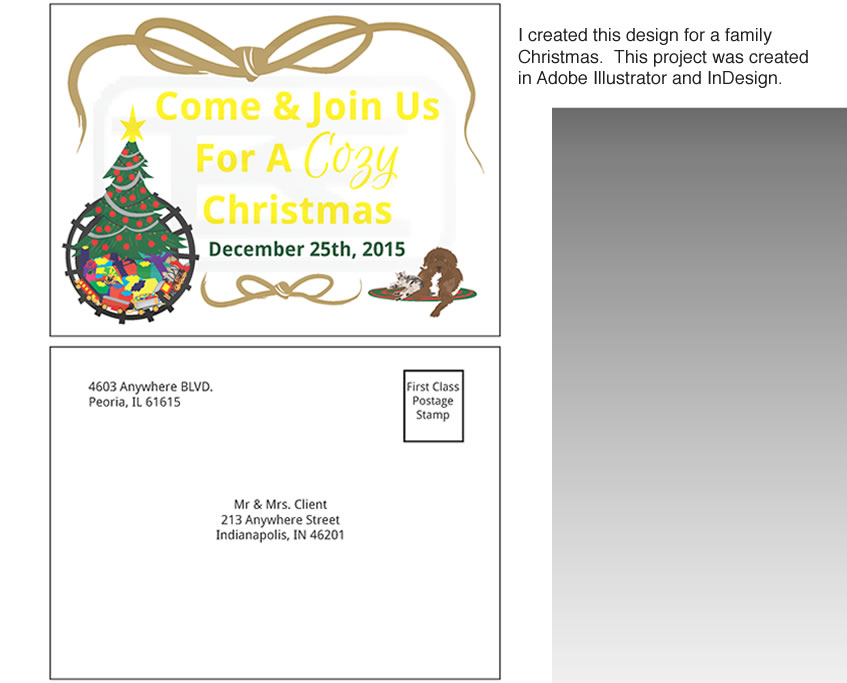 Come & Join Us
For A Cozy
Christmas
December 25th, 2015
I created this design for a family
Christmas.  This project was created
in Adobe Illustrator and InDesign.
4603 Anywhere BLVD.
Peoria, IL 61615
First Class
Postage
Stamp
Mr & Mrs. Client
213 Anywhere Street
Indianapolis, IN 46201